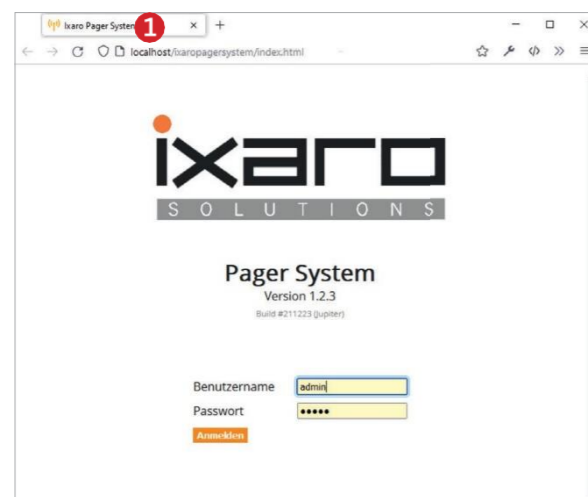 Ixaro Pager System
1
localhost/ixaropagersystem/index.html
ixaro
SOLUTIONS
Pager System
Version 1.2.3
Build #211223 (Jupiter)
Benutzername admin
Passwort •••••
Anmelden